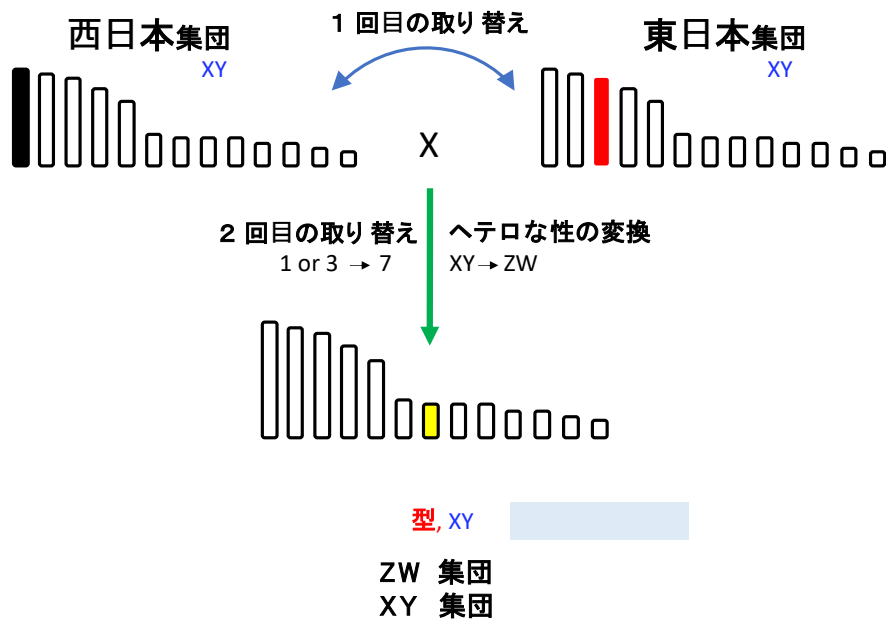 1回目の取り替え
西日本集団
東日本集団
XY
XY
X
2回目の取り替え
ヘテロな性の変換
1 or 3 → 7
XY→ZW
型, XY
ZW 集団
XY 集団